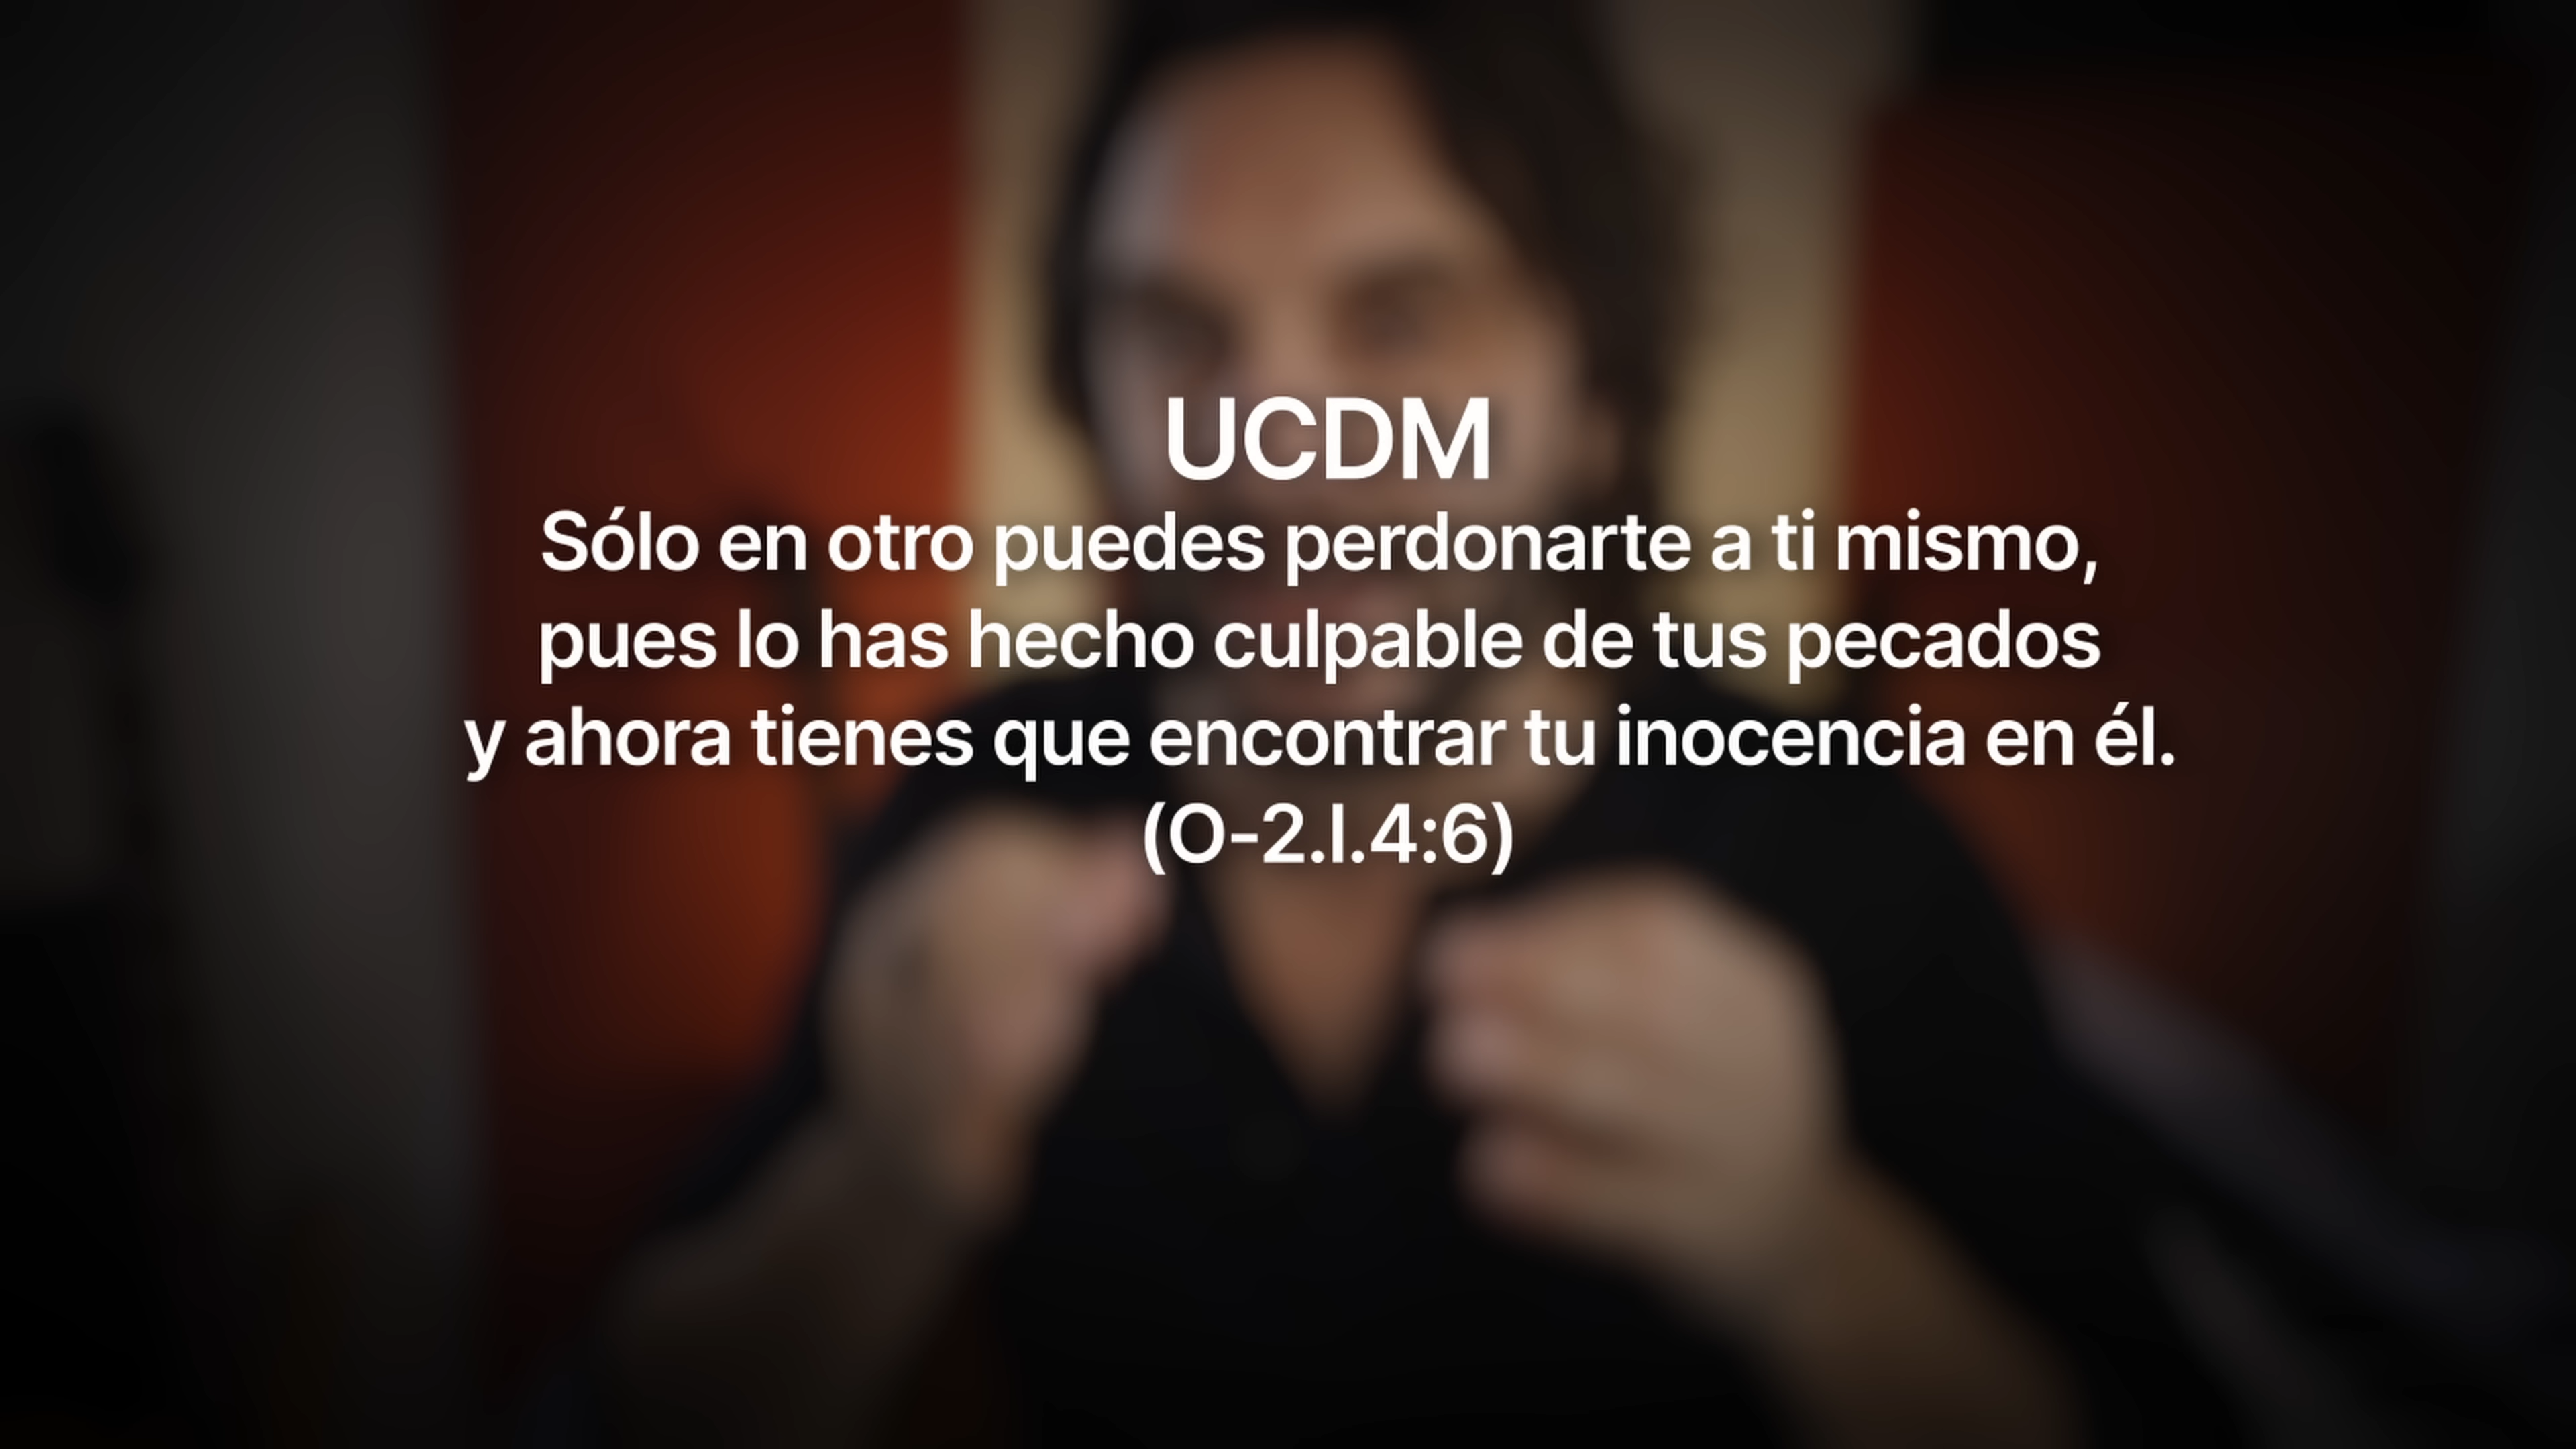 UCDM
Sólo en otro puedes perdonarte a ti mismo,
pues lo has hecho culpable de tus pecados
y ahora tienes que encontrar tu inocencia en él.
(O-2.I.4:6)